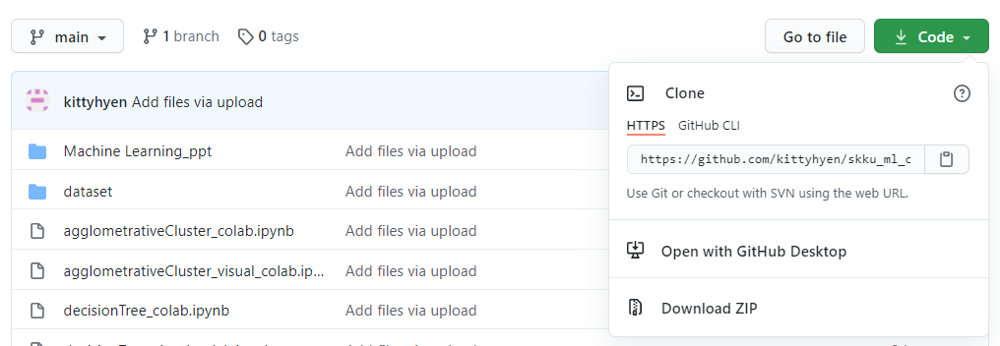 main
1 branch
0 tags
Go to file
Code
kittyhyen Add files via upload
Machine Learning_ppt Add files via upload
dataset Add files via upload
agglometrativeCluster_colab.ipynb Add files via upload
agglometrativeCluster_visual_colab.ip... Add files via upload
decisionTree_colab.ipynb Add files via upload
Clone
HTTPS GitHub CLI
https://github.com/kittyhyen/skku_ml_c
Use Git or checkout with SVN using the web URL.
Open with GitHub Desktop
Download ZIP